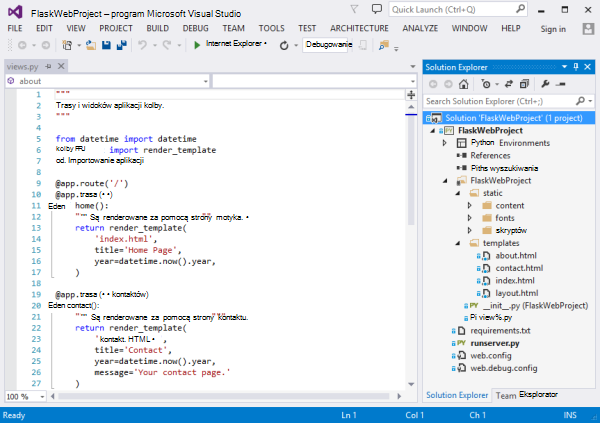 FlaskWebProject – program Microsoft Visual Studio
Quick Launch (Ctrl+Q)
FILE EDIT VIEW PROJECT BUILD DEBUG TEAM TOOLS TEST ARCHITECTURE ANALYZE WINDOW HELP Sign in
Internet Explorer • Debugowanie
views.py
about
1 """
2 Trasy i widoków aplikacji kolby.
3 """
4
5 from datetime import datetime
6 kolby FRJ import render_template
7 od. Importowanie aplikacji
8
9 @app.route('/')
10 @app.trasa (• •)
11 Eden home():
12 """ Są renderowane za pomocą strony motyka. •
13 return render_template(
14 'index.html',
15 title='Home Page',
16 year=datetime.now().year,
17 )
18
19 @app.trasa (• • kontaktów)
20 Eden contact():
21 """ Są renderowane za pomocą strony "kontaktu.
22 return render_template(
23 'kontakt. HTML • ,
24 title='Contact',
25 year=datetime.now().year,
26 message='Your contact page.'
27 )
100 %
Solution Explorer
Search Solution Explorer (Ctrl+;)
Solution 'FlaskWebProject' (1 project)
FlaskWebProject
Python Environments
References
Piths wyszukiwania
FlaskWebProject
static
content
fonts
skryptów
templates
about.html
contact.html
index.html
layout.html
PY __init__.py (FlaskWebProject)
Pi view%.py
requirements.txt
PY runserver.py
web.config
web.debug.config
Solution Explorer Team Eksplorator
Ready Ln 1 Col 1 Ch 1 INS